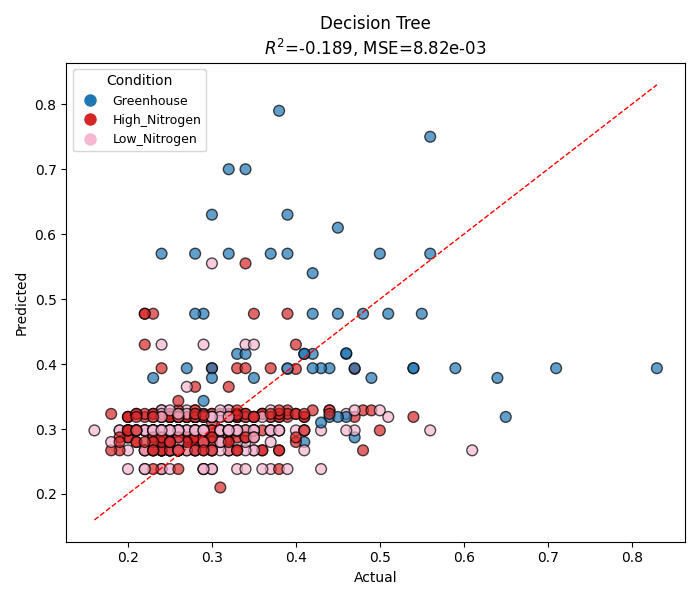 Decision Tree
R²=-0.189, MSE=8.82e-03
Condition
Greenhouse
High_Nitrogen
Low_Nitrogen
0.8
0.7
0.6
0.5
0.4
0.3
0.2
Predicted
0.2 0.3 0.4 0.5 0.6 0.7 0.8
Actual